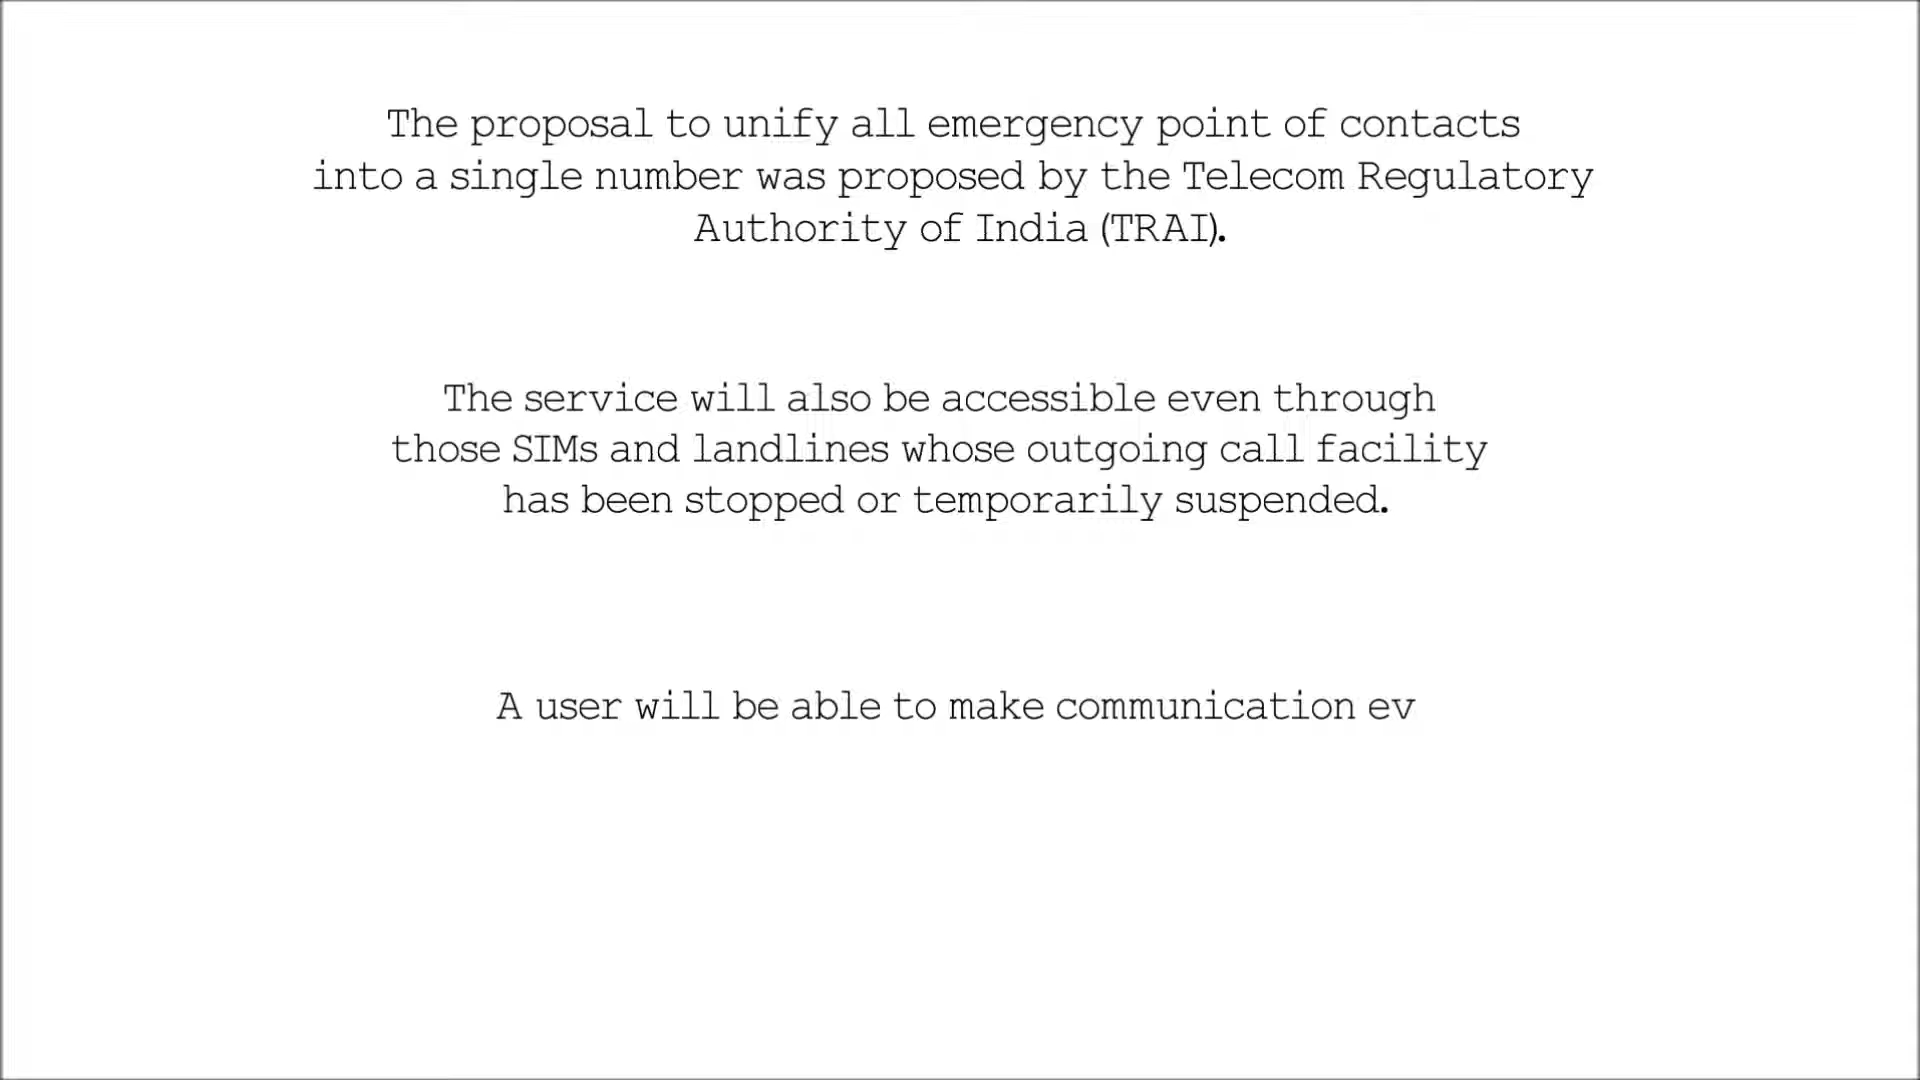 The proposal to unify all emergency point of contacts
into a single number was proposed by the Telecom Regulatory
Authority of India (TRAI).
The service will also be accessible even through
those SIMs and landlines whose outgoing call facility
has been stopped or temporarily suspended.
A user will be able to make communication ev